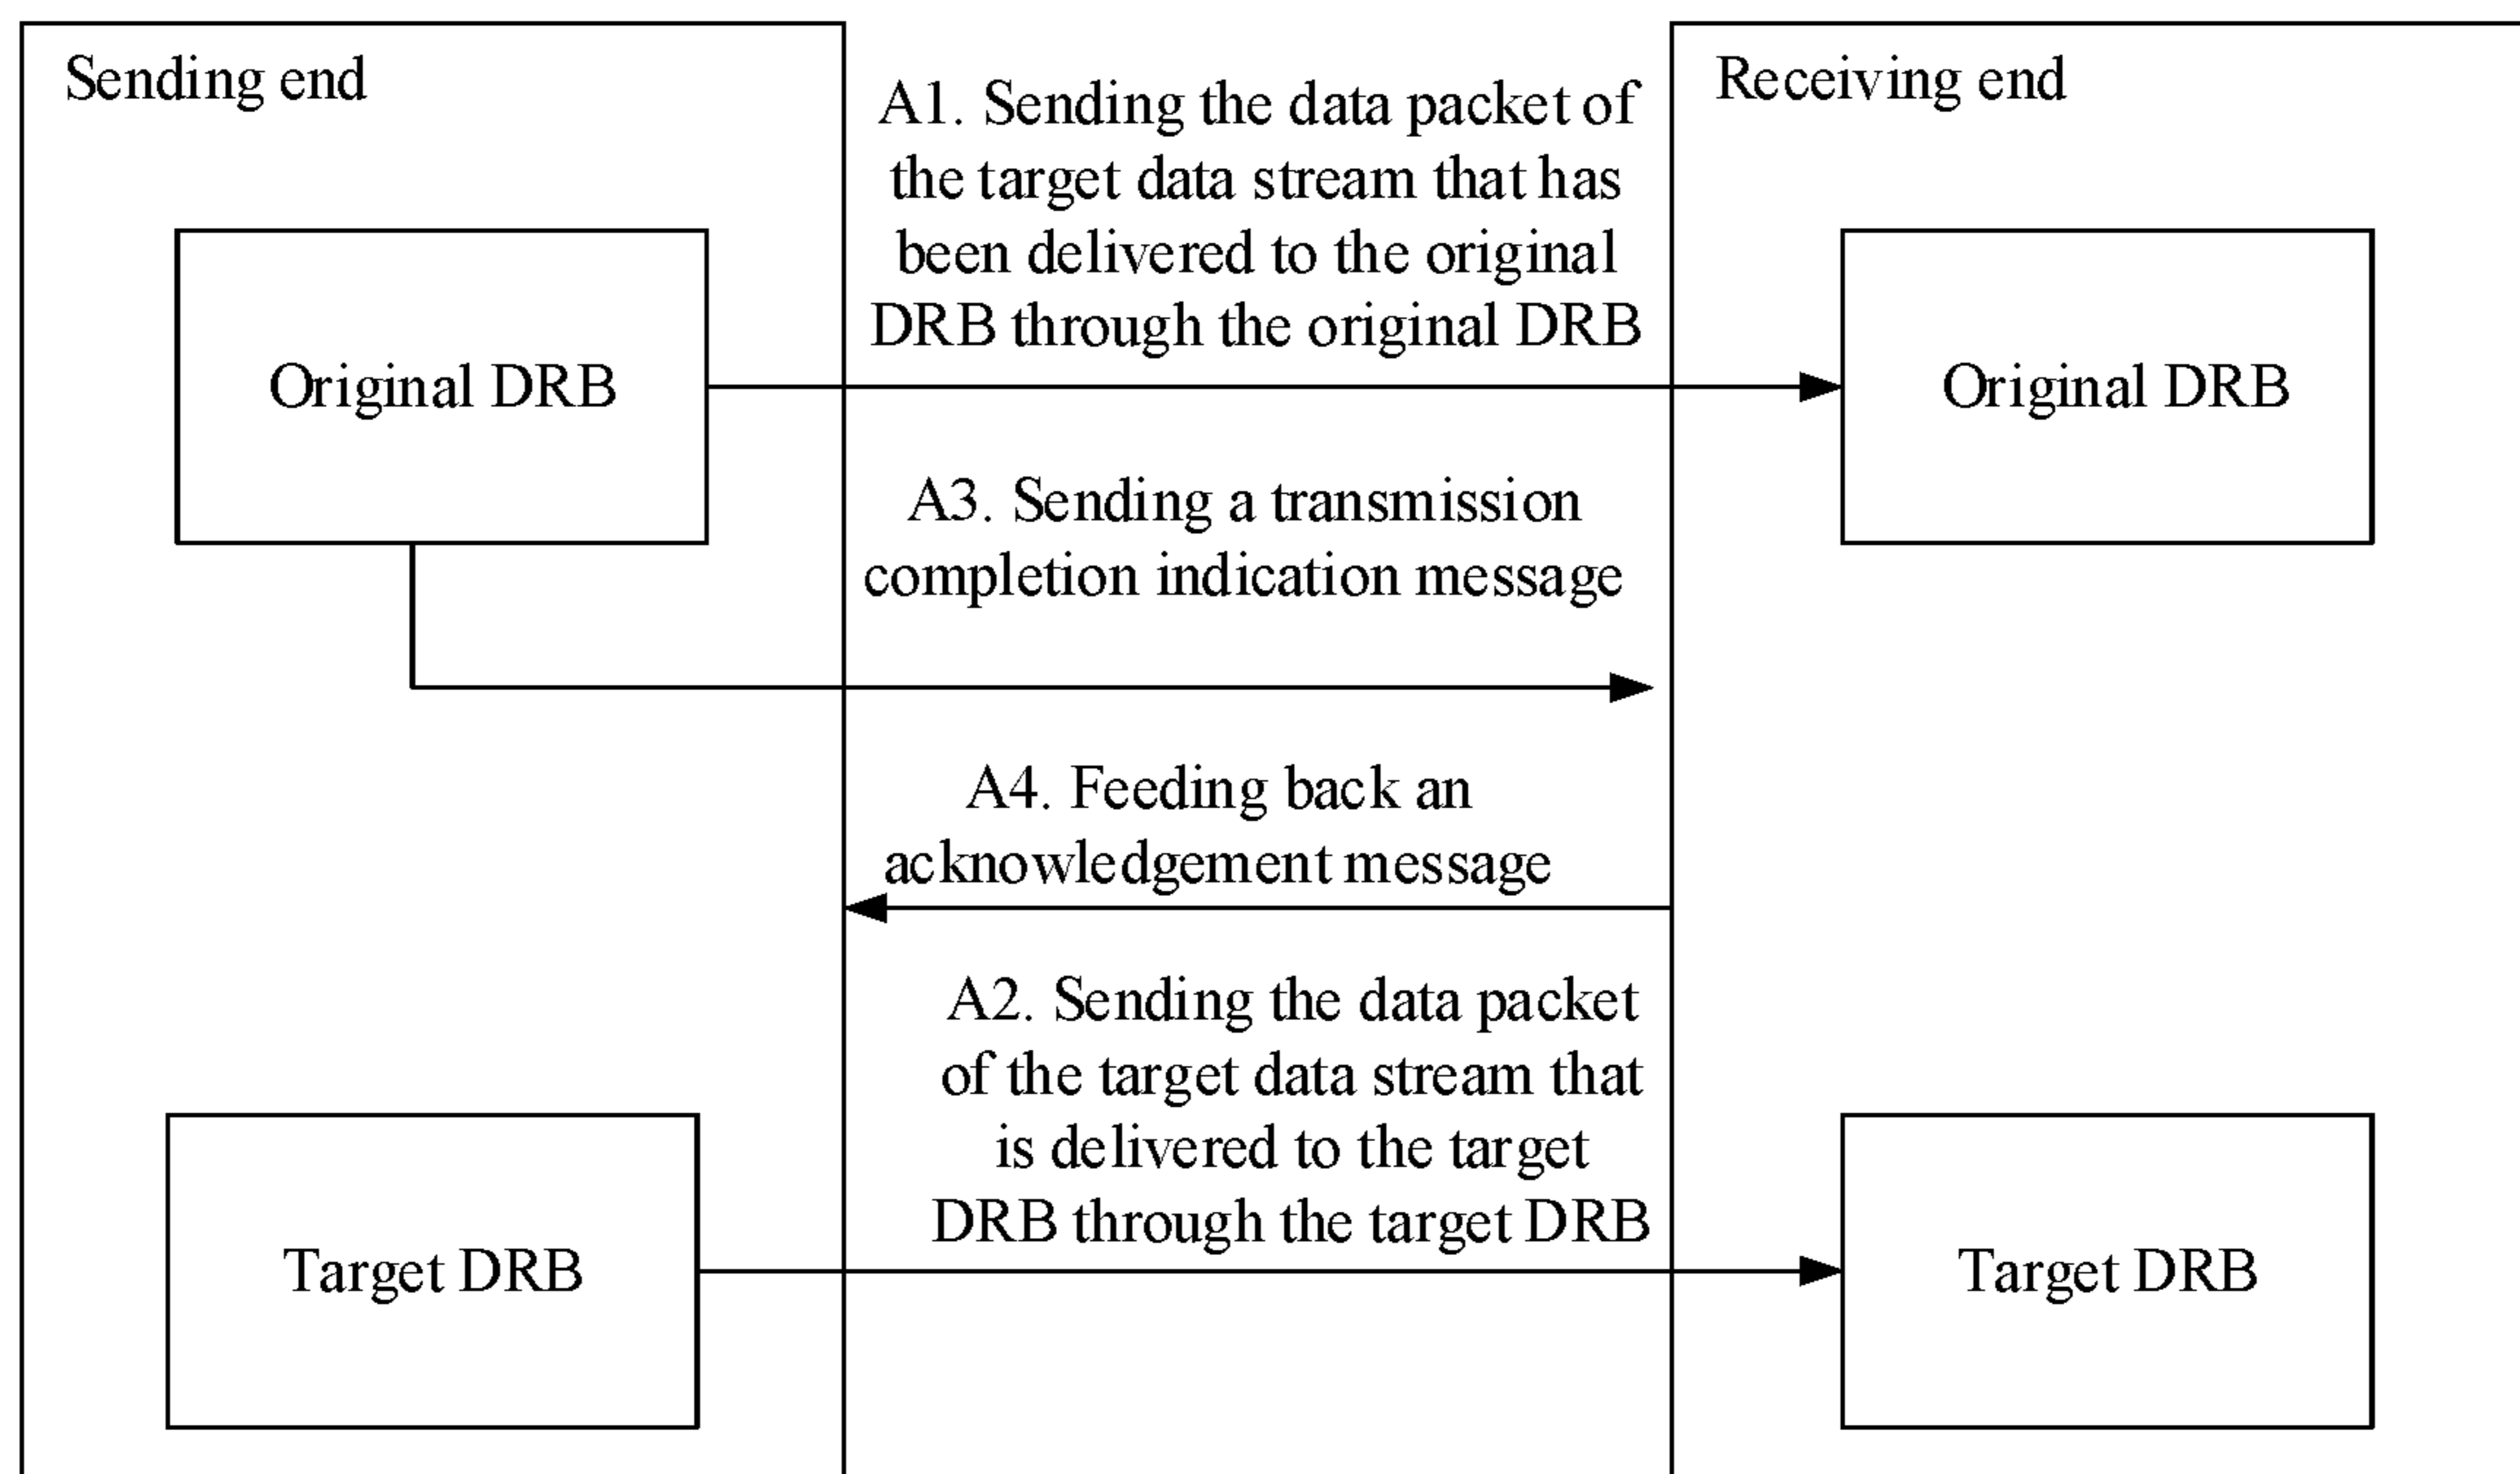 Sending end
A1. Sending the data packet of
the target data stream that has
been delivered to the original
DRB through the original DRB
Receiving end
Original DRB
Original DRB
A3. Sending a transmission
completion indication message
A4. Feeding back an
acknowledgement message
A2. Sending the data packet
of the target data stream that
is delivered to the target
DRB through the target DRB
Target DRB
Target DRB